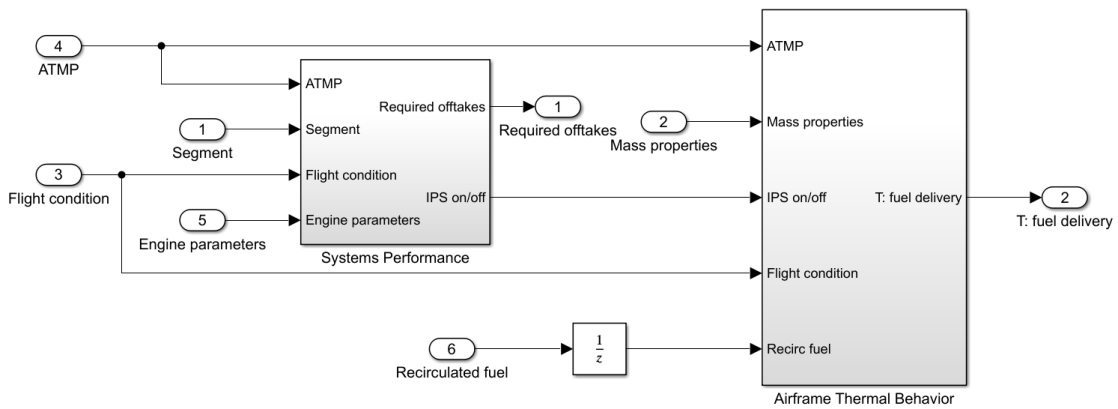 4
ATMP
ATMP
ATMP
Required offtakes
1
Required offtakes
1
Segment
Segment
2
Mass properties
Mass properties
3
Flight condition
Flight condition
IPS on/off
IPS on/off
T: fuel delivery
2
T: fuel delivery
5
Engine parameters
Engine parameters
Systems Performance
Flight condition
6
Recirculated fuel
1
z
Recirc fuel
Airframe Thermal Behavior